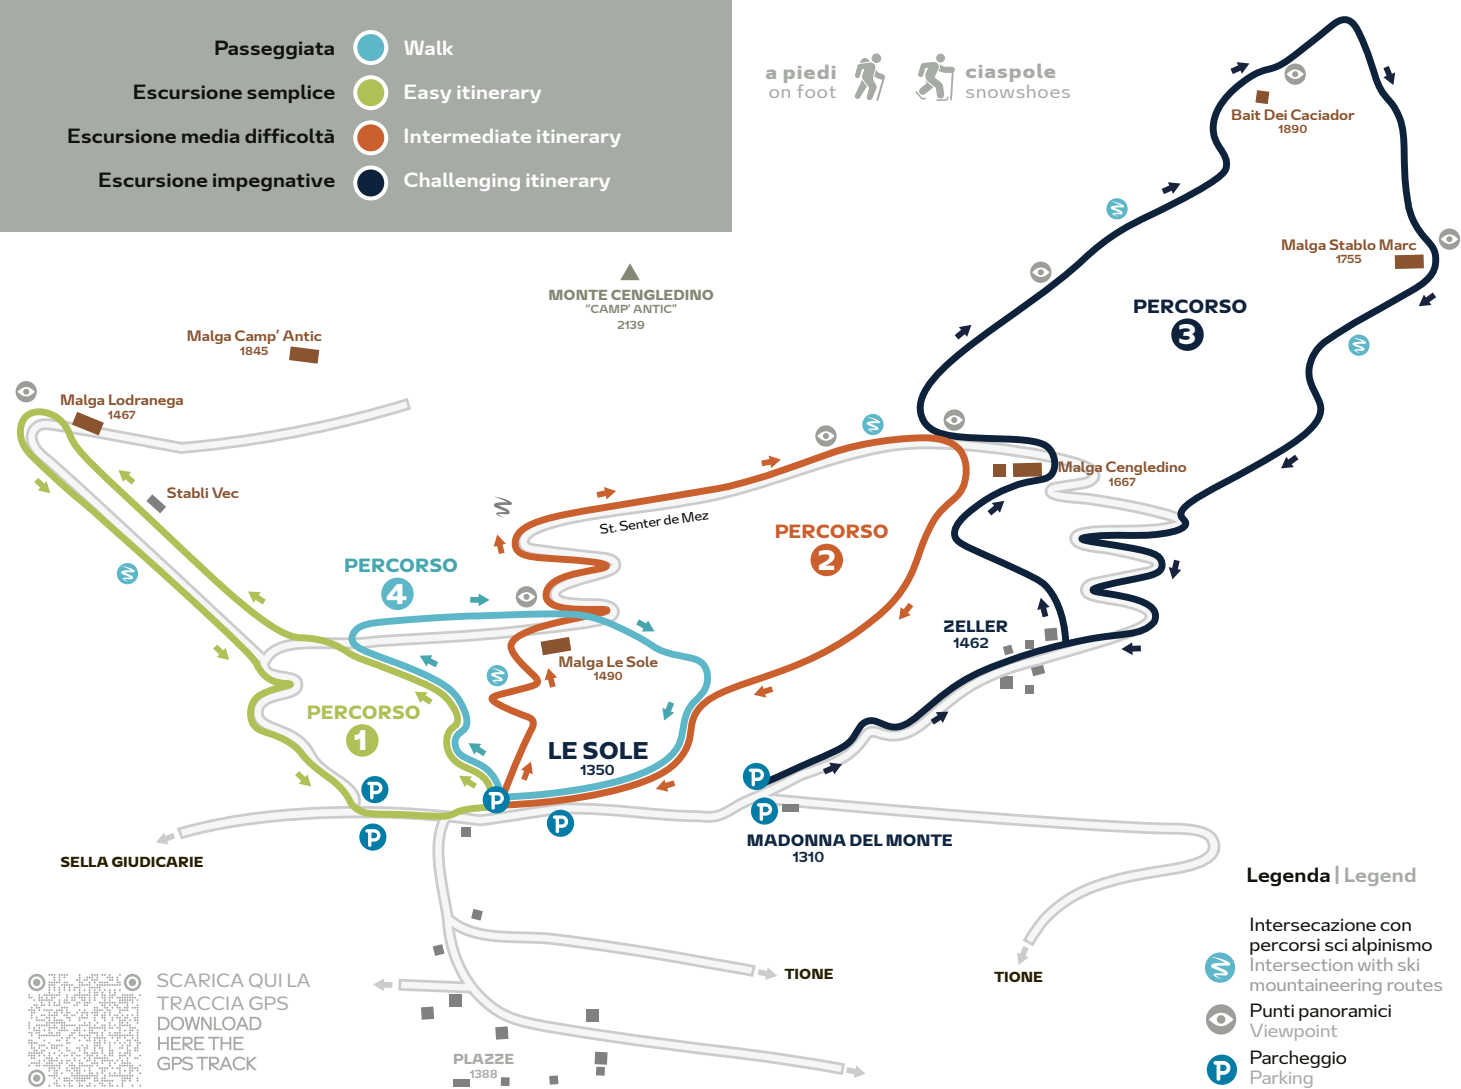 Passeggiata Walk
Escursione semplice Easy itinerary
Escursione media difficoltà Intermediate itinerary
Escursione impegnative Challenging itinerary
a piedi
on foot
ciaspole
snowshoes
Bait Dei Caciador
1890
Malga Stablo Marc
1755
MONTE CENGLEDINO
"CAMP' ANTIC"
2139
PERCORSO
3
Malga Camp' Antic
1845
Malga Lodranega
1467
Stabli Vec
Malga Cengledino
1667
St. Senter de Mez
PERCORSO
2
PERCORSO
4
ZELLER
1462
Malga Le Sole
1490
PERCORSO
1
LE SOLE
1350
P
P
P
P
P
P
MADONNA DEL MONTE
1310
SELLA GIUDICARIE
TIONE
TIONE
PLAZZE
1388
SCARICA QUI LA
TRACCIA GPS
DOWNLOAD
HERE THE
GPS TRACK
Legenda | Legend
Intersecazione con
percorsi sci alpinismo
Intersection with ski
mountaineering routes
Punti panoramici
Viewpoint
P Parcheggio
Parking